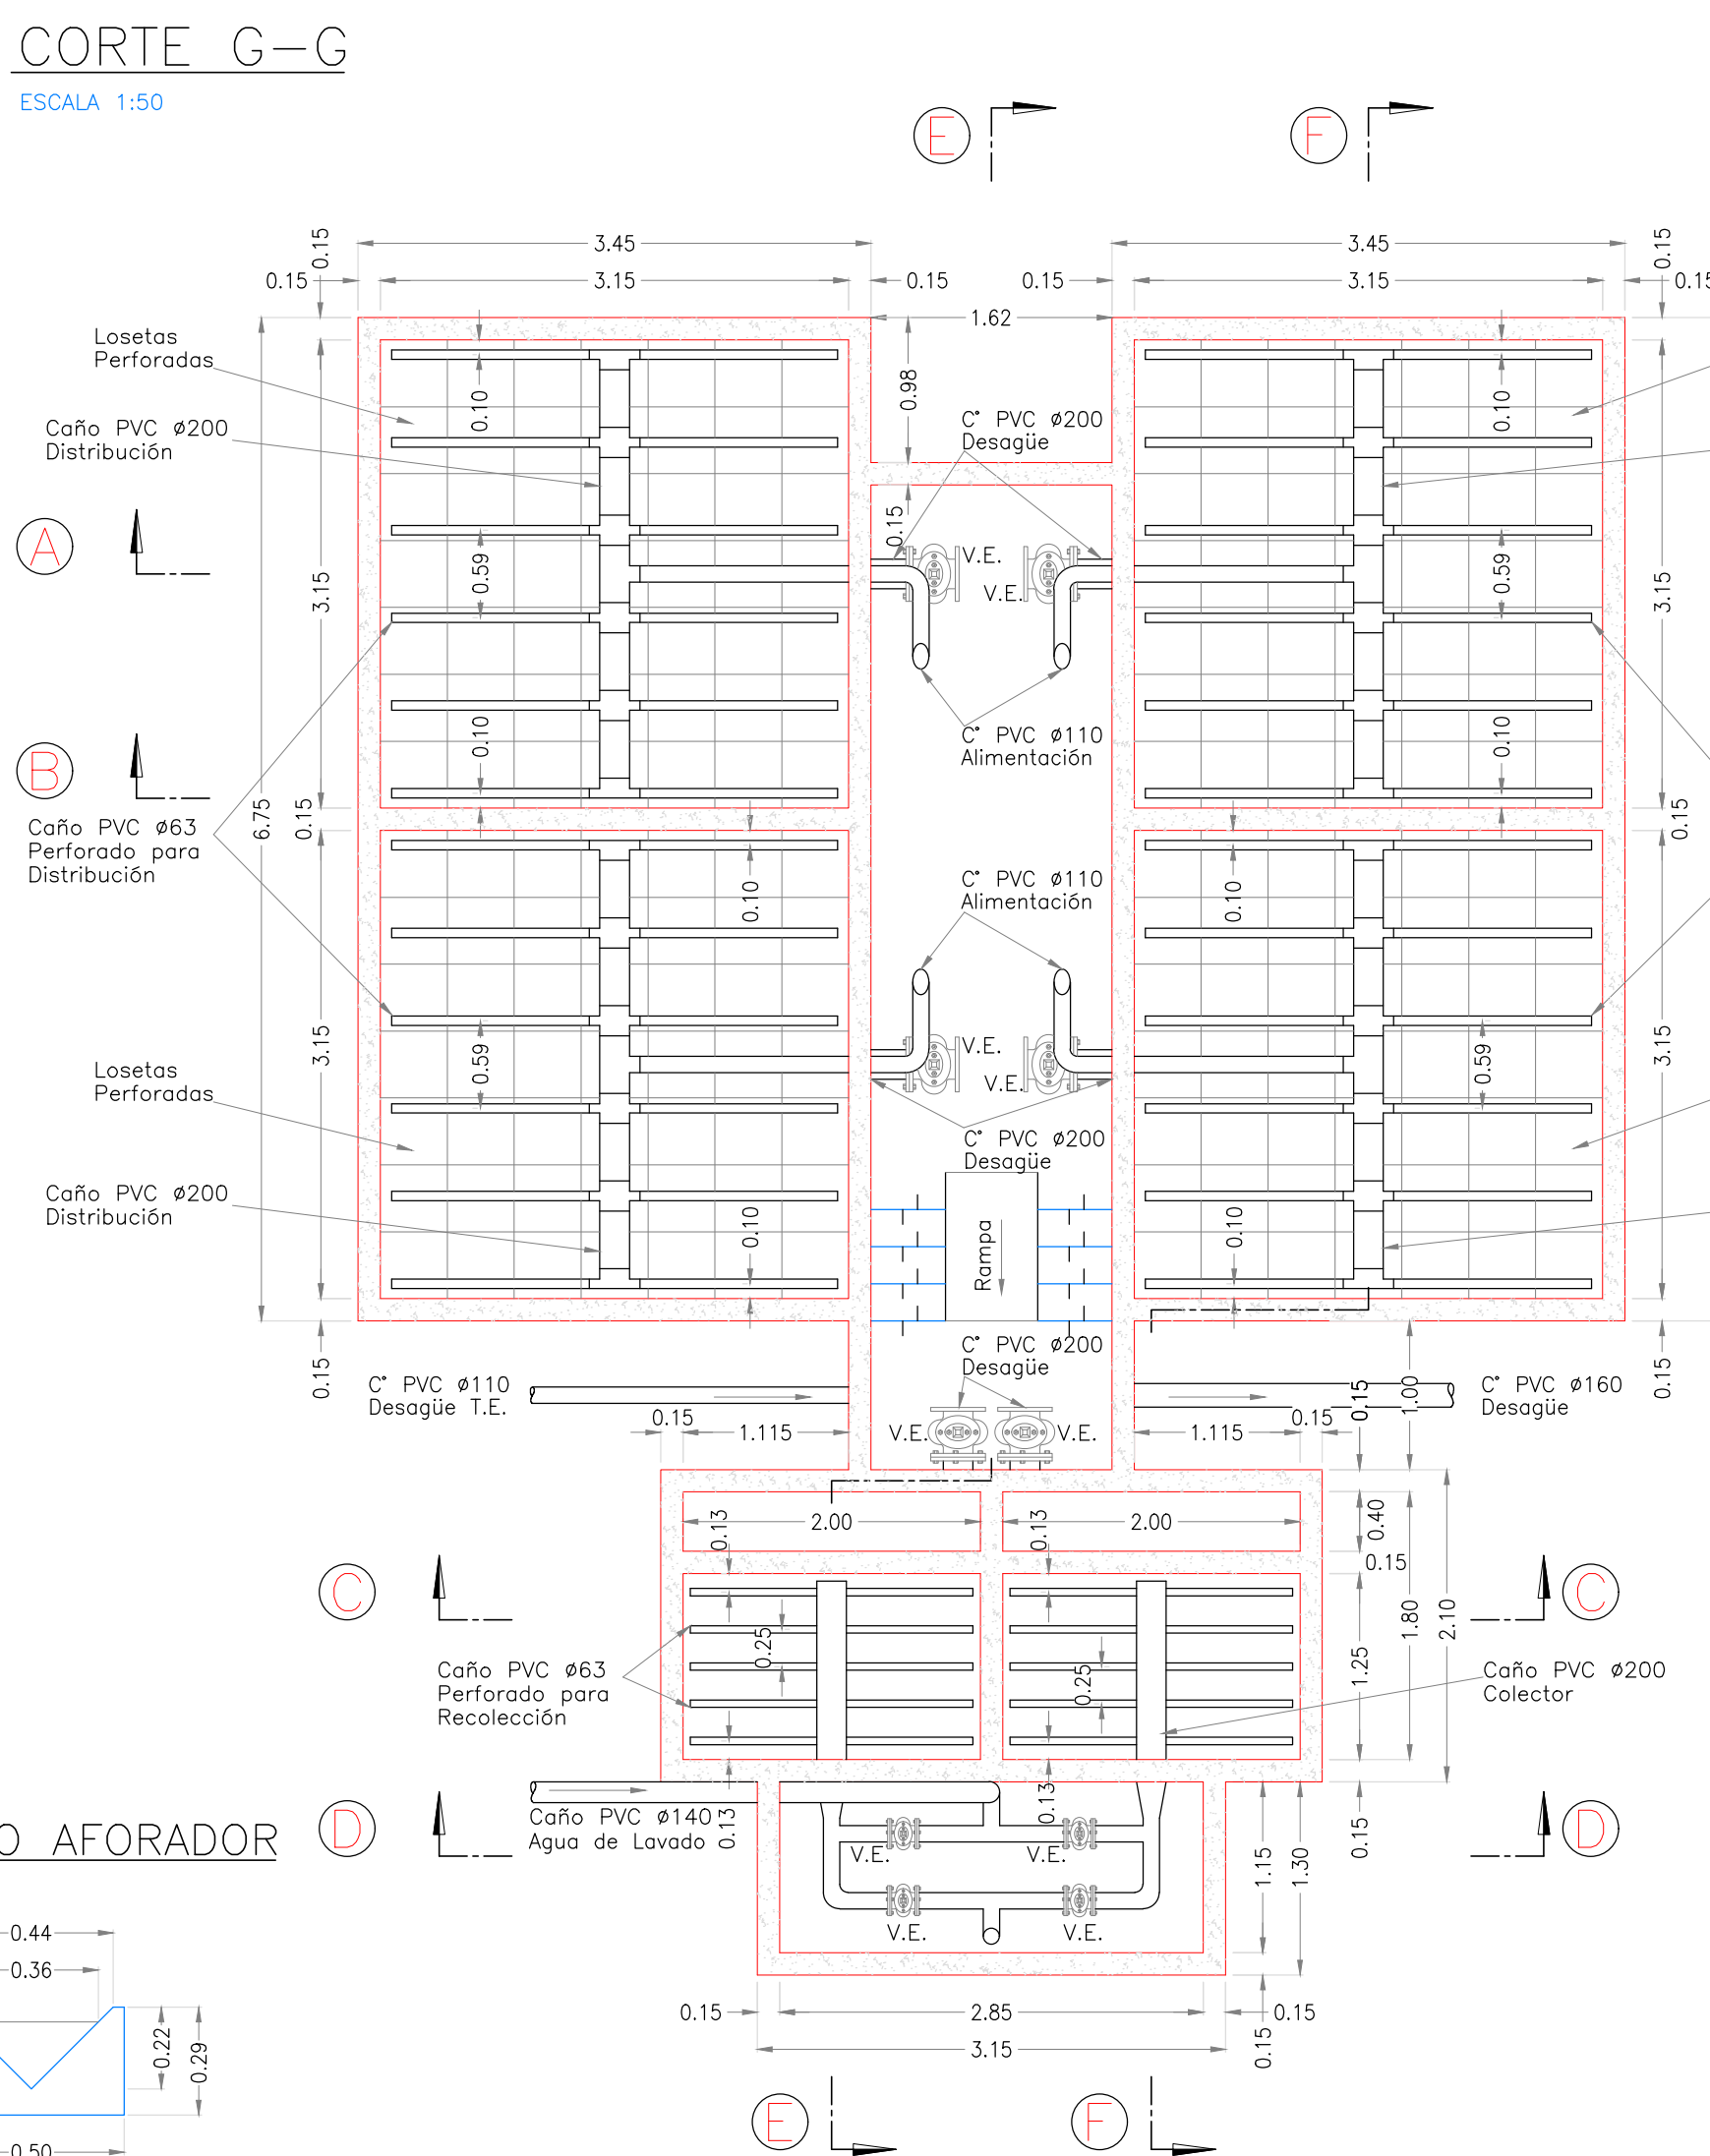 CORTE G-G
ESCALA 1:50
E
F
0.15
3.45
3.45
0.15
0.15
3.15
0.15
0.15
3.15
1.62
Losetas
Perforadas
0.10
0.98
0.10
Caño PVC ø200
Distribución
C° PVC ø200
Desagüe
A
0.15
V.E.
V.E.
3.15
0.59
0.59
3.15
B
0.10
0.10
C° PVC ø110
Alimentación
6.75
0.15
0.15
Caño PVC ø63
Perforado para
Distribución
0.10
C° PVC ø110
Alimentación
0.10
3.15
0.59
V.E.
V.E.
0.59
3.15
Losetas
Perforadas
C° PVC ø200
Desagüe
Caño PVC ø200
Distribución
0.10
Rampa
0.10
0.15
C° PVC ø200
Desagüe
0.15
C° PVC ø110
Desagüe T.E.
0.15
1.00
C° PVC ø160
Desagüe
0.15
1.115
V.E.
V.E.
1.115
0.15
0.13
2.00
0.13
2.00
0.40
0.15
C
C
0.25
0.25
1.25
1.80
2.10
Caño PVC ø63
Perforado para
Recolección
Caño PVC ø200
Colector
D
D
Caño PVC ø140
Agua de Lavado
0.13
0.13
V.E.
V.E.
0.15
1.15
1.30
V.E.
V.E.
O AFORADOR
0.44
0.36
0.22
0.29
0.50
0.15
2.85
0.15
3.15
0.15
E
F